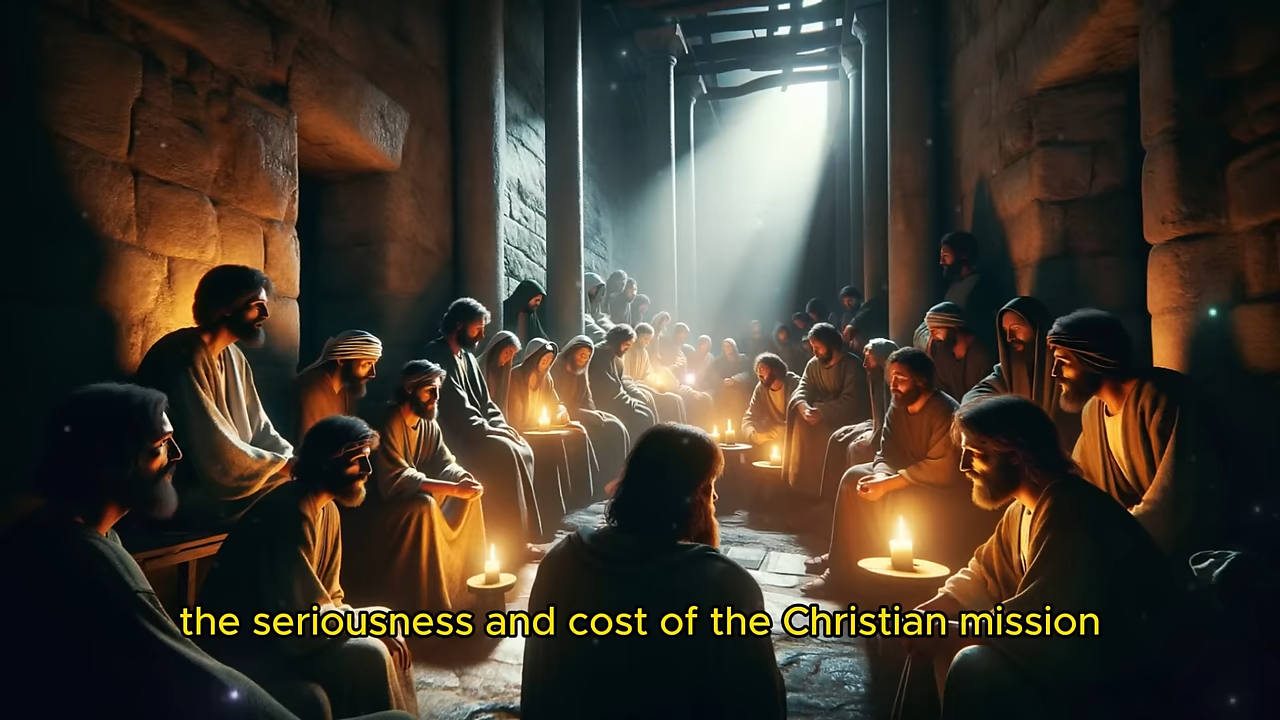 the seriousness and cost of the Christian mission